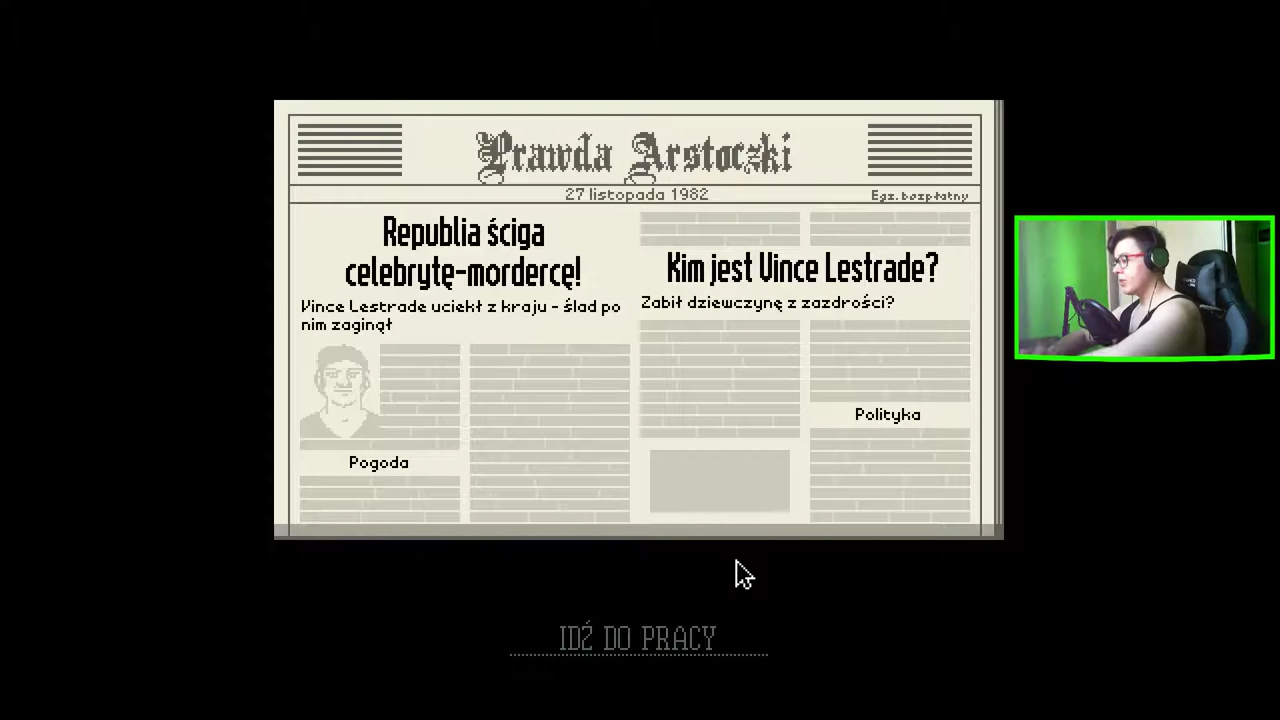 Prawda Arstoczki
27 listopada 1982
Egz. bezpłatny
Republia ściga
celebrytę-mordercę!
Vince Lestrade uciekł z kraju - ślad po
nim zaginął
Pogoda
Kim jest Vince Lestrade?
Zabił dziewczynę z zazdrości?
Polityka
IDŹ DO PRACY